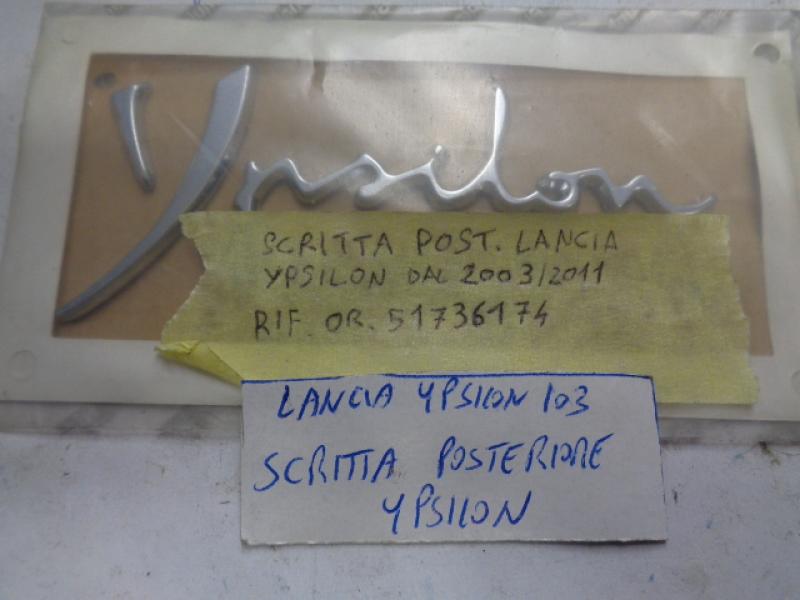 Ypsilon
SCRITTA POST. LANCIA
YPSILON DAL 2003/2011
RIF. OR. 51736174
LANCIA YPSILON 103
SCRITTA POSTERIORE
YPSILON